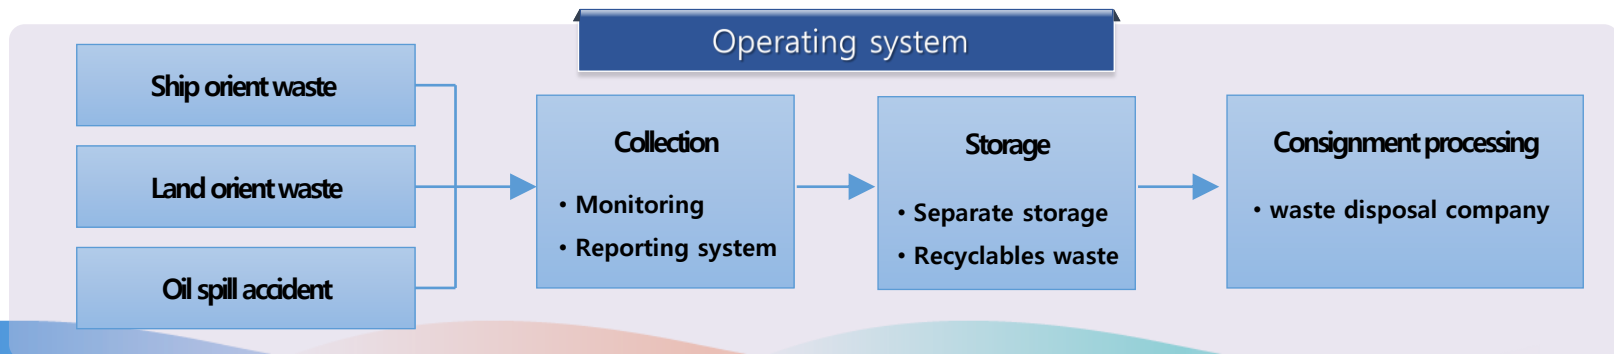 Operating system
Ship orient waste
Land orient waste
Oil spill accident
Collection
• Monitoring
• Reporting system
Storage
• Separate storage
• Recyclables waste
Consignment processing
• waste disposal company